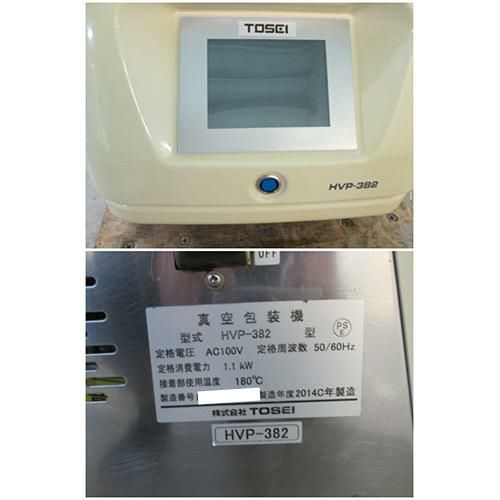 TOSEI
HVP-382
OFF
真空包装機
型式 HVP-382 型
PS
E
定格電圧 AC100V 定格周波数 50/60Hz
定格消費電力 1.1 kW
接着部使用温度 180℃
製造番号 製造年度2014C年製造
株式会社 TOSEI
HVP-382